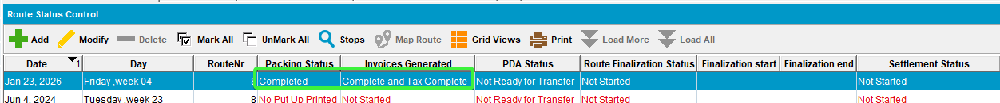 Route Status Control
Add Modify Delete Mark All UnMark All Stops Map Route Grid Views Print Load More Load All
Date 1 Day RouteNr Packing Status Invoices Generated PDA Status Route Finalization Status Finalization start Finalization end Settlement Status
Jan 23, 2026 Friday ,week 04 8 Completed Complete and Tax Complete Not Ready for Transfer Not Started Not Started
Jun 4, 2024 Tuesday ,week 23 8 No Put Up Printed Not Started Not Ready for Transfer Not Started Not Started